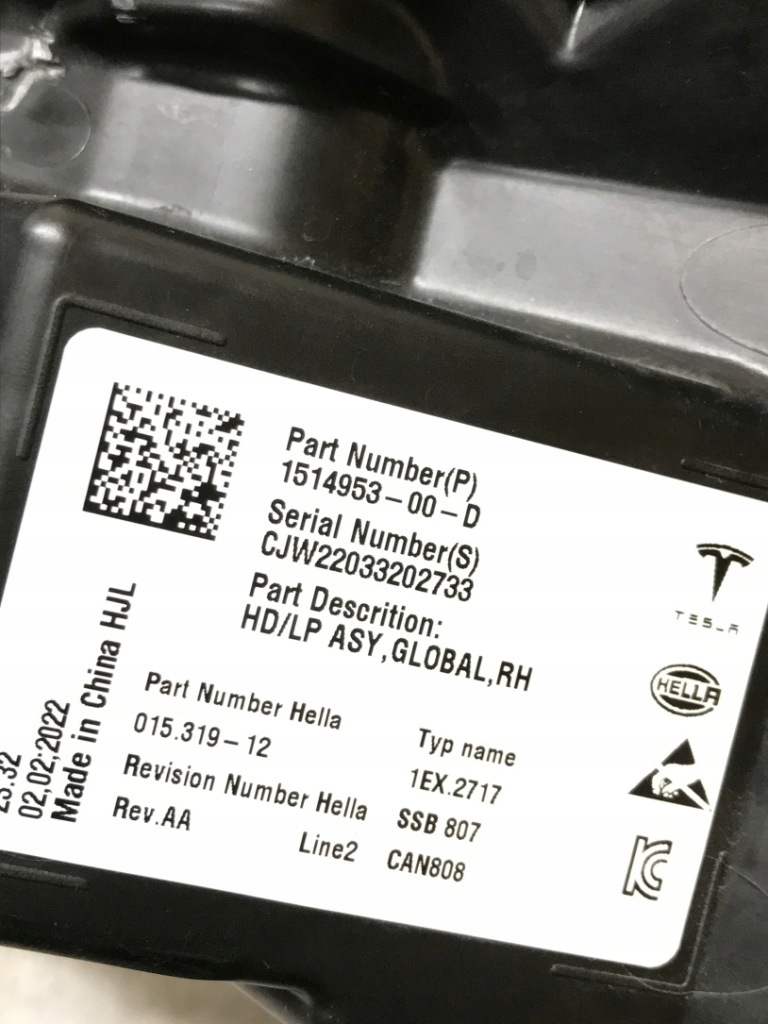 Part Number(P)
1514953-00-D
Serial Number(S)
CJW22033202733
Part Descrition:
HD/LP ASY,GLOBAL,RH
TESLA
HELLA
Part Number Hella
015.319-12
Revision Number Hella
Rev.AA
Line2
Typ name
1EX.2717
SSB 807
CAN808
KC
02,02;2022
Made in China HJL